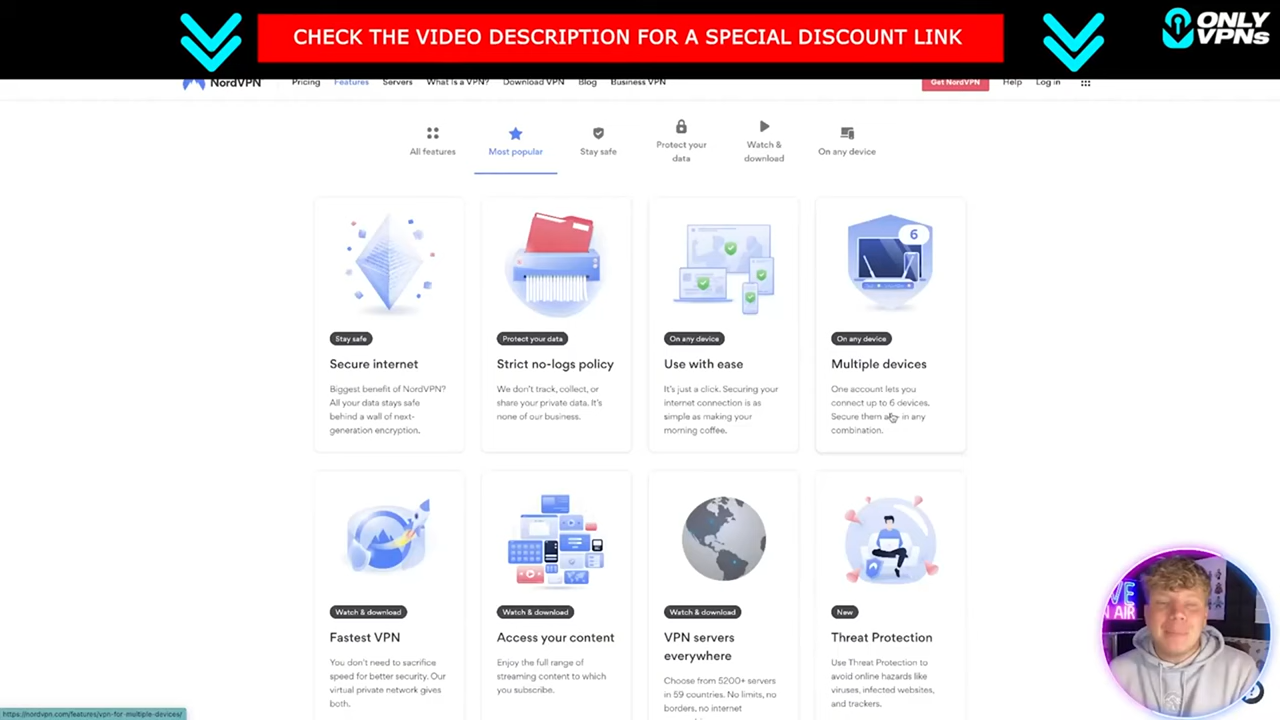 CHECK THE VIDEO DESCRIPTION FOR A SPECIAL DISCOUNT LINK
ONLY
VPNs
NordVPN
Pricing
Features
Servers
What Is a VPN?
Download VPN
Blog
Business VPN
Get NordVPN
Help
Log in
All features
Most popular
Stay safe
Protect your
data
Watch &
download
On any device
6
Stay safe
Secure internet
Biggest benefit of NordVPN?
All your data stays safe
behind a wall of next-
generation encryption.
Protect your data
Strict no-logs policy
We don't track, collect, or
share your private data. It's
none of our business.
On any device
Use with ease
It's just a click. Securing your
internet connection is as
simple as making your
morning coffee.
On any device
Multiple devices
One account lets you
connect up to 6 devices.
Secure them in any
combination.
Watch & download
Fastest VPN
You don't need to sacrifice
speed for better security. Our
virtual private network gives
both.
Watch & download
Access your content
Enjoy the full range of
streaming content to which
you subscribe.
Watch & download
VPN servers
everywhere
Choose from 5200+ servers
in 59 countries. No limits, no
borders, no internet
New
Threat Protection
Use Threat Protection to
avoid online hazards like
viruses, infected websites,
and trackers.
ON AIR
https://nordvpn.com/features/vpn-for-multiple-devices/